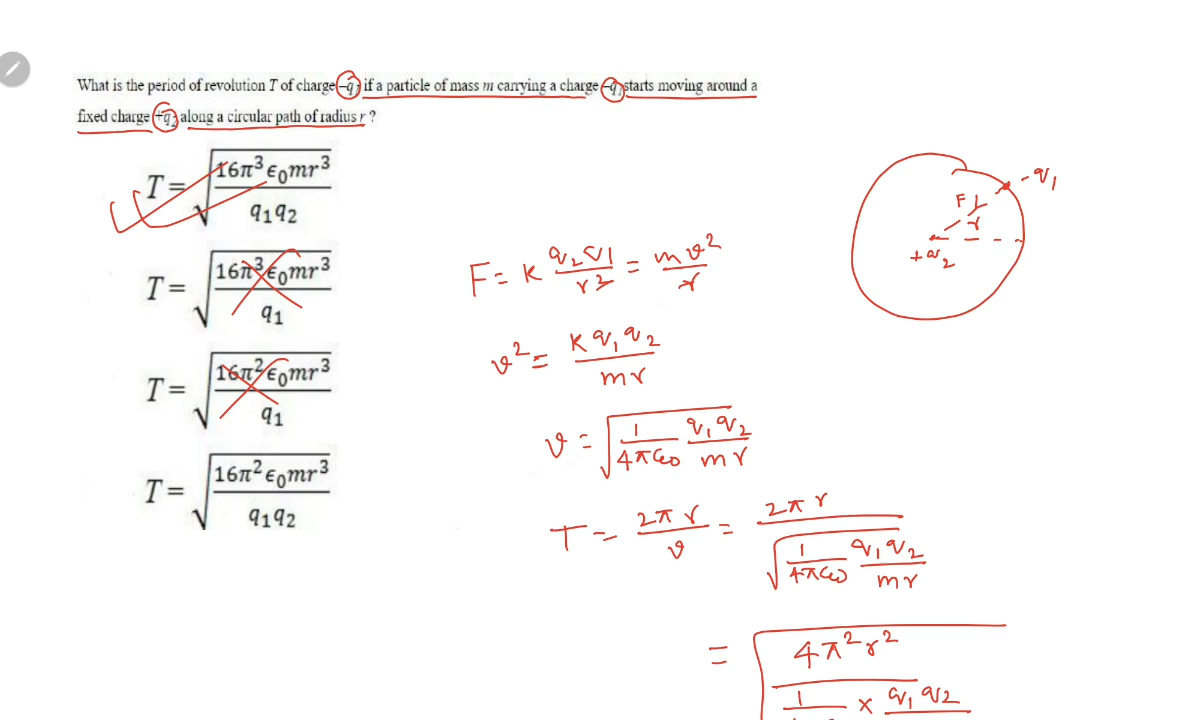 What is the period of revolution T of charge -q₁ if a particle of mass m carrying a charge -q₁ starts moving around a
fixed charge +q₂ along a circular path of radius r ?
T = √(16π³ϵ₀mr³ / q₁q₂)
T = √(16π³ϵ₀mr³ / q₁)
T = √(16π²ϵ₀mr³ / q₁)
T = √(16π²ϵ₀mr³ / q₁q₂)
-q₁
F
r
+q₂
F = k q₂q₁ / r² = mv² / r
v² = kq₁q₂ / mr
v = √(1 / 4πϵ₀ q₁q₂ / mr)
T = 2πr / v = 2πr / √(1 / 4πϵ₀ q₁q₂ / mr)
= √(4π²r² / 1 × q₁q₂